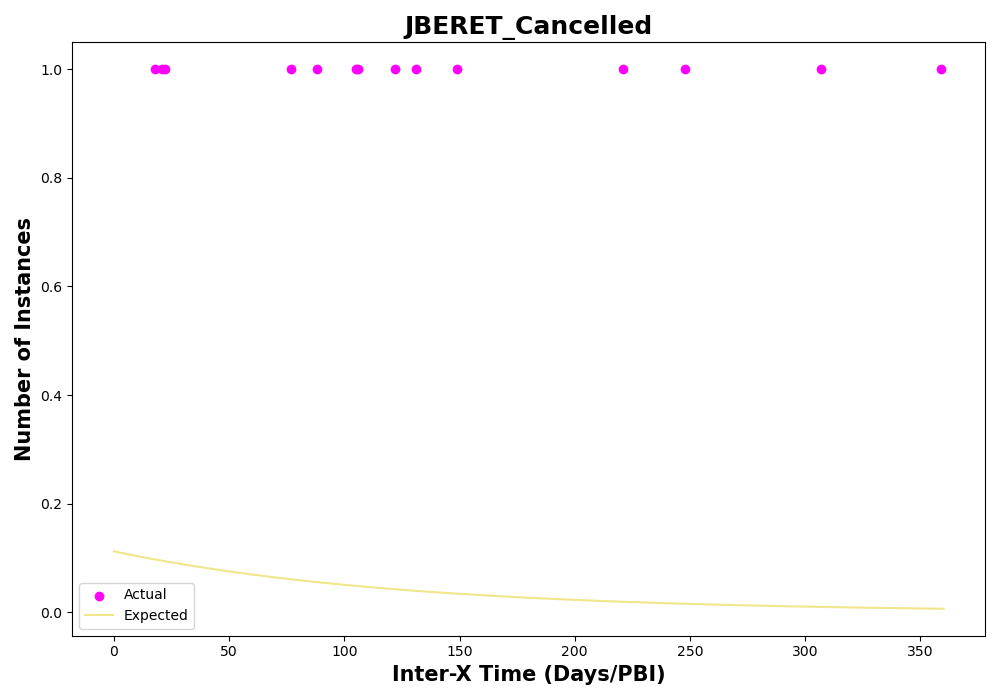 JBERET_Cancelled
Number of Instances
1.0
0.8
0.6
0.4
0.2
0.0
Actual
Expected
0 50 100 150 200 250 300 350
Inter-X Time (Days/PBI)